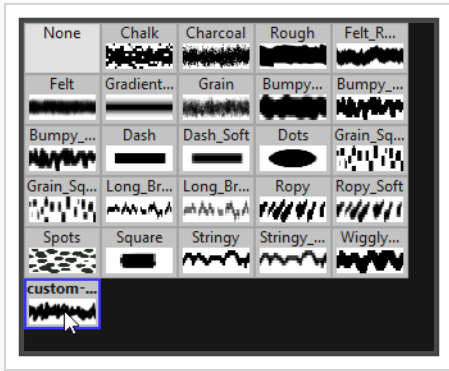 None Chalk Charcoal Rough Felt_R...
Felt Gradient... Grain Bumpy... Bumpy_...
Bumpy_... Dash Dash_Soft Dots Grain_Sq...
Grain_Sq... Long_Br... Long_Br... Ropy Ropy_Soft
Spots Square Stringy Stringy_... Wiggly...
custom-...